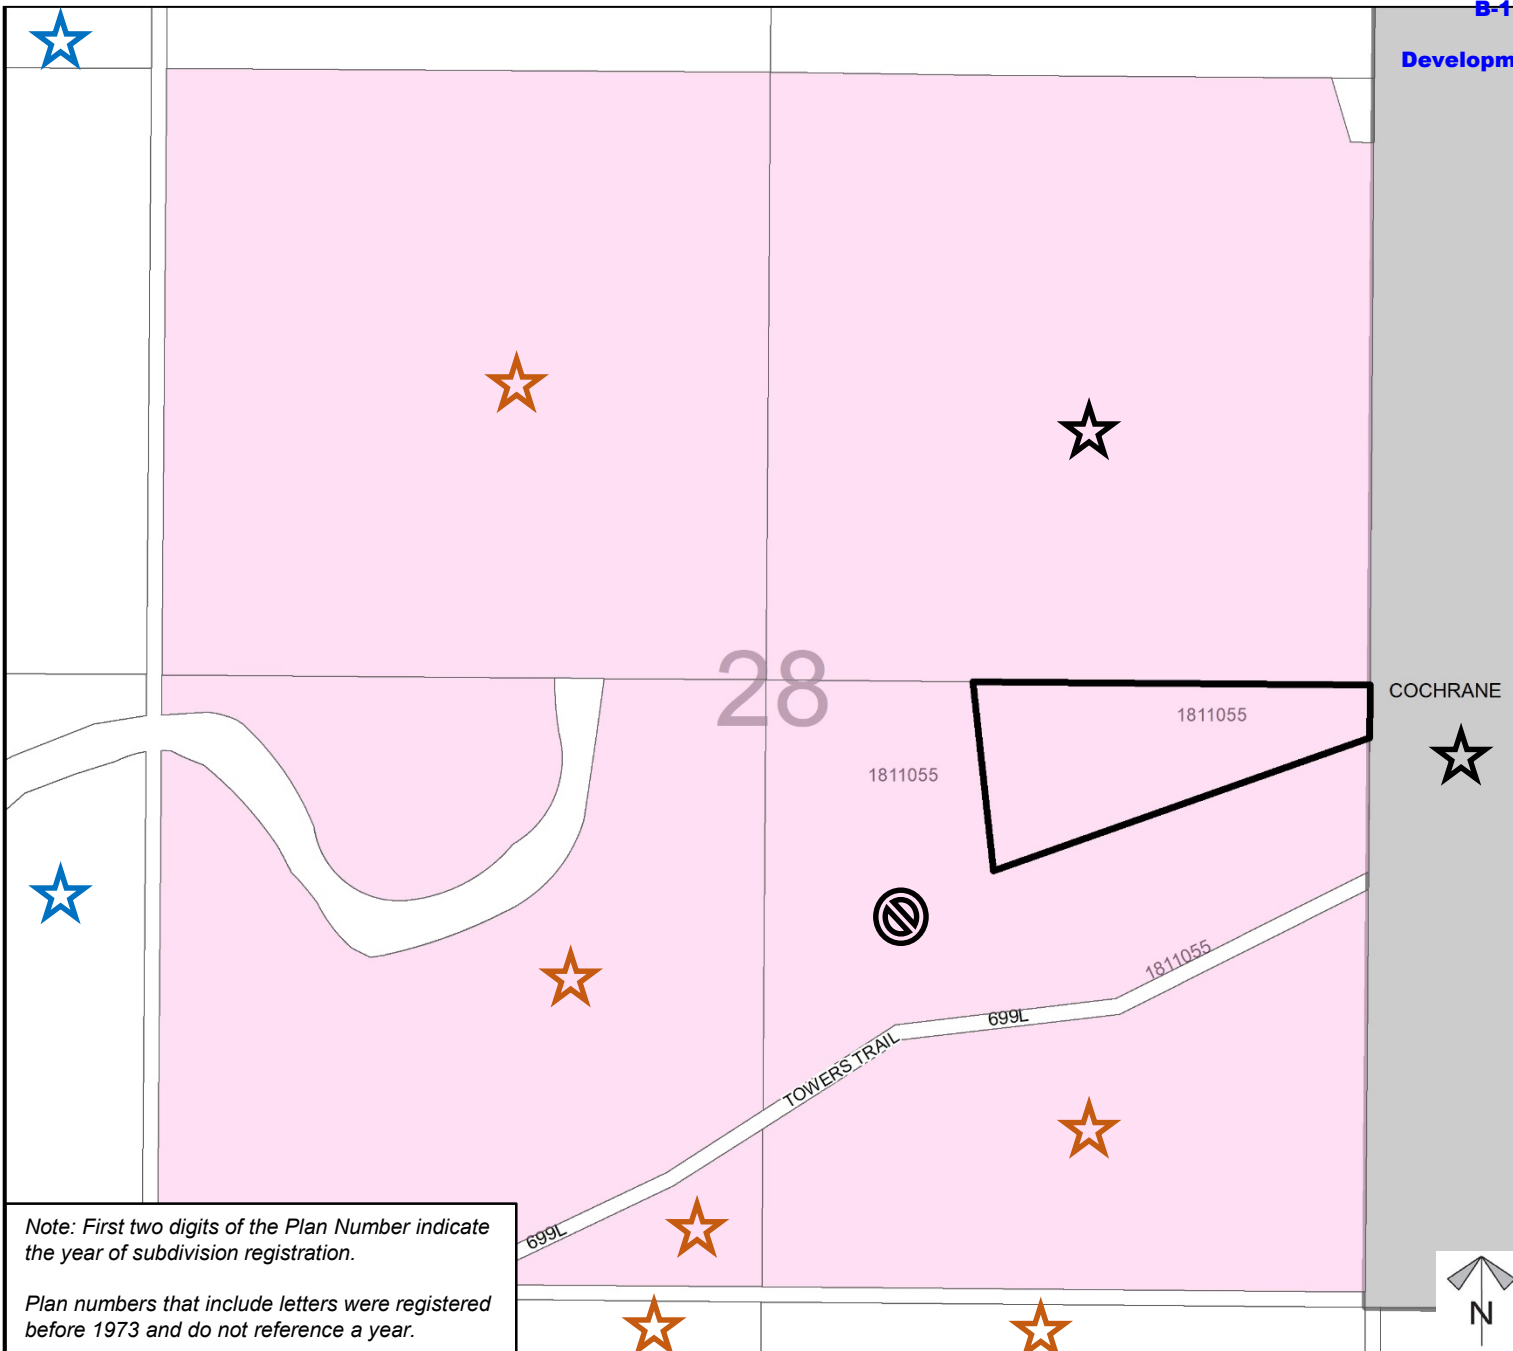 B-1
Developm
28
COCHRANE
1811055
1811055
1811055
699L
TOWERS TRAIL
699L
Note: First two digits of the Plan Number indicate
the year of subdivision registration.
Plan numbers that include letters were registered
before 1973 and do not reference a year.
N